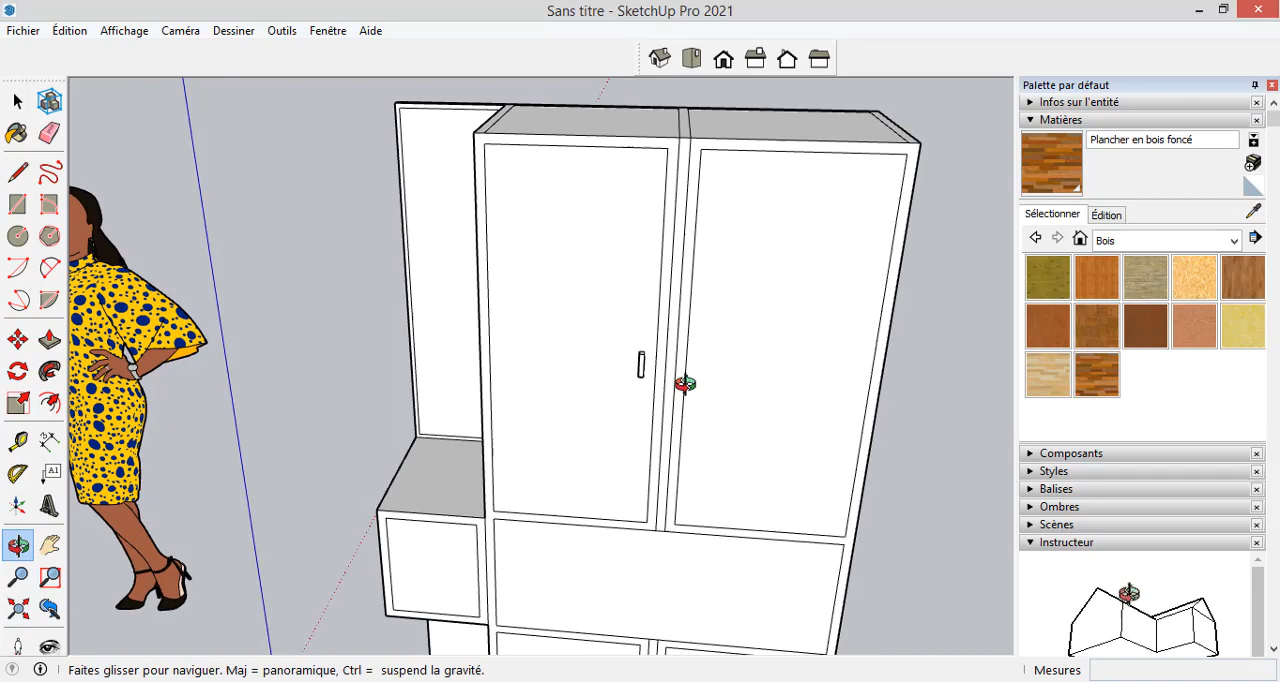 Sans titre - SketchUp Pro 2021
Fichier Édition Affichage Caméra Dessiner Outils Fenêtre Aide
Palette par défaut
Infos sur l'entité
Matières
Plancher en bois foncé
Sélectionner Édition
Bois
Composants
Styles
Balises
Ombres
Scènes
Instructeur
A1
Faites glisser pour naviguer. Maj = panoramique, Ctrl = suspend la gravité.
Mesures